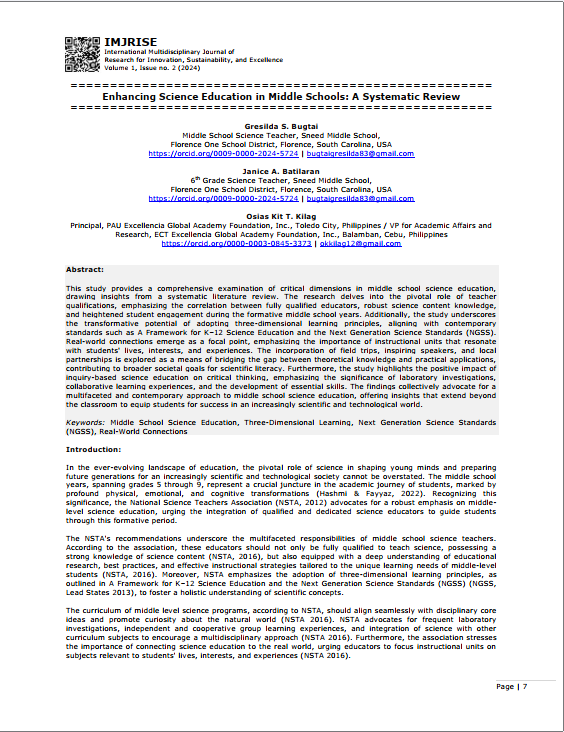 IMJRISE
International Multidisciplinary Journal of
Research for Innovation, Sustainability, and Excellence
Volume 1, Issue no. 2 (2024)
==================================================
Enhancing Science Education in Middle Schools: A Systematic Review
==================================================
Gresilda S. Bugtai
Middle School Science Teacher, Sneed Middle School,
Florence One School District, Florence, South Carolina, USA
https://orcid.org/0009-0000-2024-5724 | bugtaigresilda83@gmail.com
Janice A. Batilaran
6th Grade Science Teacher, Sneed Middle School,
Florence One School District, Florence, South Carolina, USA
https://orcid.org/0009-0000-2024-5724 | bugtaigresilda83@gmail.com
Osias Kit T. Kilag
Principal, PAU Excellencia Global Academy Foundation, Inc., Toledo City, Philippines / VP for Academic Affairs and
Research, ECT Excellencia Global Academy Foundation, Inc., Balamban, Cebu, Philippines
https://orcid.org/0000-0003-0845-3373 | okkilag12@gmail.com
Abstract:
This study provides a comprehensive examination of critical dimensions in middle school science education,
drawing insights from a systematic literature review. The research delves into the pivotal role of teacher
qualifications, emphasizing the correlation between fully qualified educators, robust science content knowledge,
and heightened student engagement during the formative middle school years. Additionally, the study underscores
the transformative potential of adopting three-dimensional learning principles, aligning with contemporary
standards such as A Framework for K–12 Science Education and the Next Generation Science Standards (NGSS).
Real-world connections emerge as a focal point, emphasizing the importance of instructional units that resonate
with students' lives, interests, and experiences. The incorporation of field trips, inspiring speakers, and local
partnerships is explored as a means of bridging the gap between theoretical knowledge and practical applications,
contributing to broader societal goals for scientific literacy. Furthermore, the study highlights the positive impact of
inquiry-based science education on critical thinking, emphasizing the significance of laboratory investigations,
collaborative learning experiences, and the development of essential skills. The findings collectively advocate for a
multifaceted and contemporary approach to middle school science education, offering insights that extend beyond
the classroom to equip students for success in an increasingly scientific and technological world.
Keywords: Middle School Science Education, Three-Dimensional Learning, Next Generation Science Standards
(NGSS), Real-World Connections
Introduction:
In the ever-evolving landscape of education, the pivotal role of science in shaping young minds and preparing
future generations for an increasingly scientific and technological society cannot be overstated. The middle school
years, spanning grades 5 through 9, represent a crucial juncture in the academic journey of students, marked by
profound physical, emotional, and cognitive transformations (Hashmi & Fayyaz, 2022). Recognizing this
significance, the National Science Teachers Association (NSTA, 2012) advocates for a robust emphasis on middle-
level science education, urging the integration of qualified and dedicated science educators to guide students
through this formative period.
The NSTA's recommendations underscore the multifaceted responsibilities of middle school science teachers.
According to the association, these educators should not only be fully qualified to teach science, possessing a
strong knowledge of science content (NSTA, 2016), but also equipped with a deep understanding of educational
research, best practices, and effective instructional strategies tailored to the unique learning needs of middle-level
students (NSTA, 2016). Moreover, NSTA emphasizes the adoption of three-dimensional learning principles, as
outlined in A Framework for K–12 Science Education and the Next Generation Science Standards (NGSS) (NGSS,
Lead States 2013), to foster a holistic understanding of scientific concepts.
The curriculum of middle level science programs, according to NSTA, should align seamlessly with disciplinary core
ideas and promote curiosity about the natural world (NSTA 2016). NSTA advocates for frequent laboratory
investigations, independent and cooperative group learning experiences, and integration of science with other
curriculum subjects to encourage a multidisciplinary approach (NSTA 2016). Furthermore, the association stresses
the importance of connecting science education to the real world, urging educators to focus instructional units on
subjects relevant to students' lives, interests, and experiences (NSTA 2016).
Page | 7